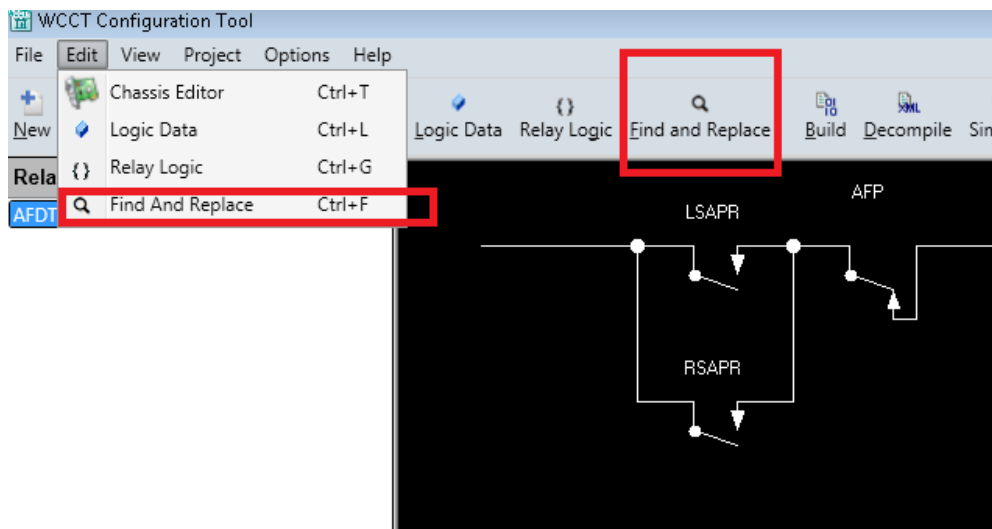 WCCT Configuration Tool
File Edit View Project Options Help
New Logic Data Relay Logic Find and Replace Build Decompile
Chassis Editor Ctrl+T
Logic Data Ctrl+L
Relay Logic Ctrl+G
Find And Replace Ctrl+F
Rela
AFDT
AFP
LSAPR
RSAPR